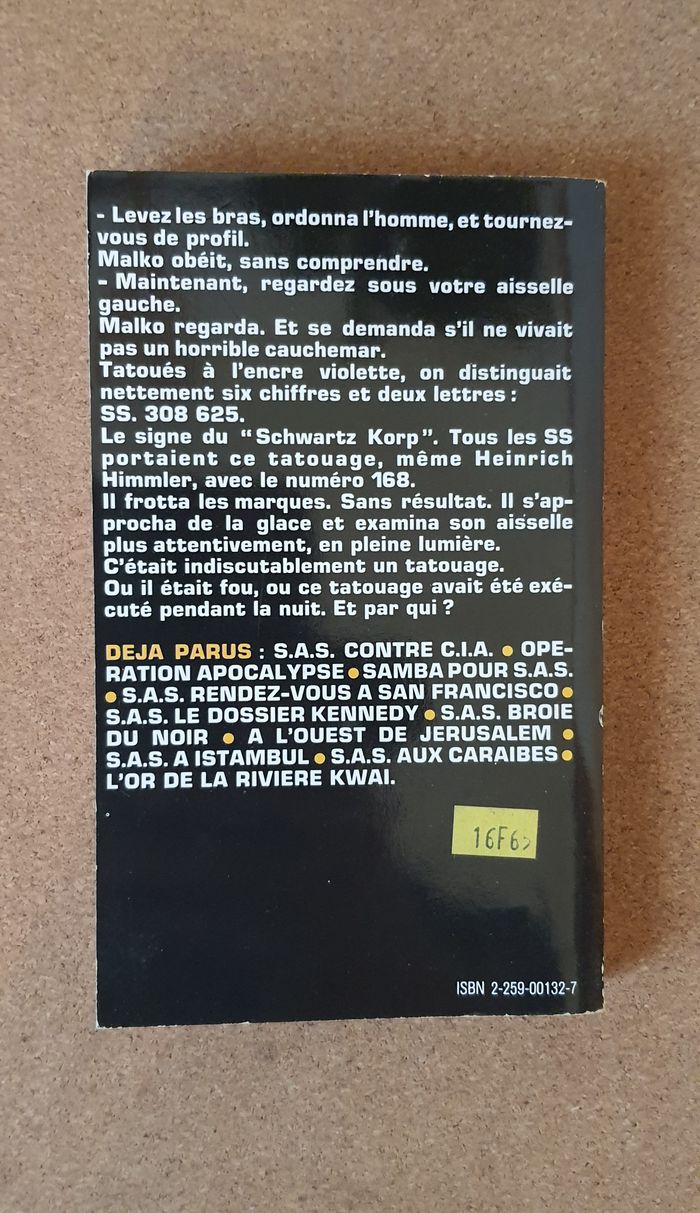 - Levez les bras, ordonna l'homme, et tournez-
vous de profil.
Malko obéit, sans comprendre.
- Maintenant, regardez sous votre aisselle
gauche.
Malko regarda. Et se demanda s'il ne vivait
pas un horrible cauchemar.
Tatoués à l'encre violette, on distinguait
nettement six chiffres et deux lettres :
SS. 308 625.
Le signe du "Schwartz Korp". Tous les SS
portaient ce tatouage, même Heinrich
Himmler, avec le numéro 168.
Il frotta les marques. Sans résultat. Il s'ap-
procha de la glace et examina son aisselle
plus attentivement, en pleine lumière.
C'était indiscutablement un tatouage.
Ou il était fou, ou ce tatouage avait été exé-
cuté pendant la nuit. Et par qui ?
DEJA PARUS : S.A.S. CONTRE C.I.A. ● OPE-
RATION APOCALYPSE ● SAMBA POUR S.A.S.
● S.A.S. RENDEZ-VOUS A SAN FRANCISCO ●
S.A.S. LE DOSSIER KENNEDY ● S.A.S. BROIE
DU NOIR ● A L'OUEST DE JERUSALEM ●
S.A.S. A ISTAMBUL ● S.A.S. AUX CARAIBES ●
L'OR DE LA RIVIERE KWAI.
16F6
ISBN 2-259-00132-7